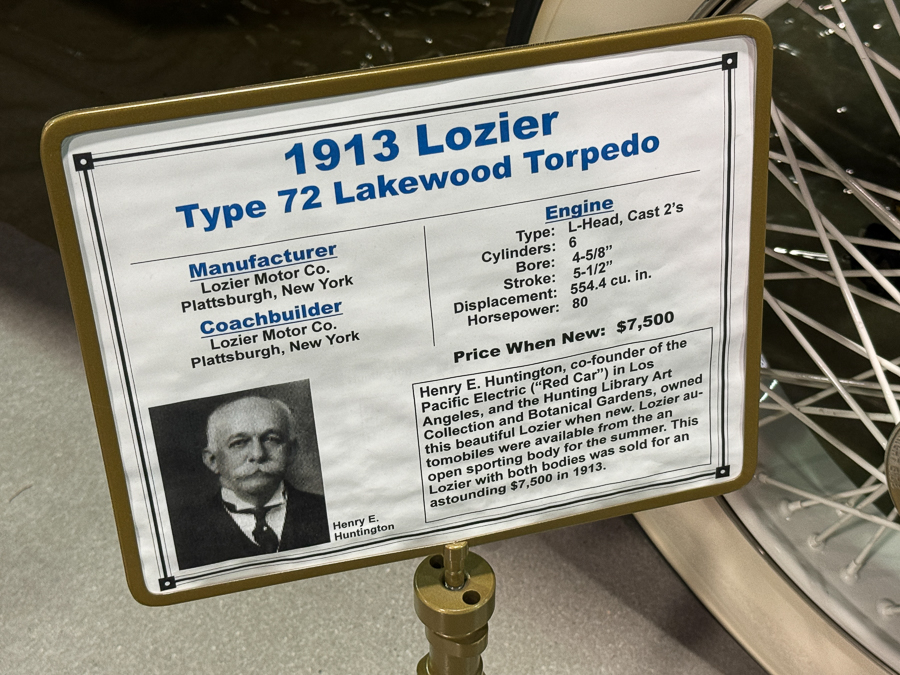 1913 Lozier
Type 72 Lakewood Torpedo
Manufacturer
Lozier Motor Co.
Plattsburgh, New York
Coachbuilder
Lozier Motor Co.
Plattsburgh, New York
Engine
Type: L-Head, Cast 2's
Cylinders: 6
Bore: 4-5/8"
Stroke: 5-1/2"
Displacement: 554.4 cu. in.
Horsepower: 80
Price When New: $7,500
Henry E. Huntington, co-founder of the
Pacific Electric (“Red Car”) in Los
Angeles, and the Hunting Library Art
Collection and Botanical Gardens, owned
this beautiful Lozier when new. Lozier au-
tomobiles were available from the an
open sporting body for the summer. This
Lozier with both bodies was sold for an
astounding $7,500 in 1913.
Henry E.
Huntington